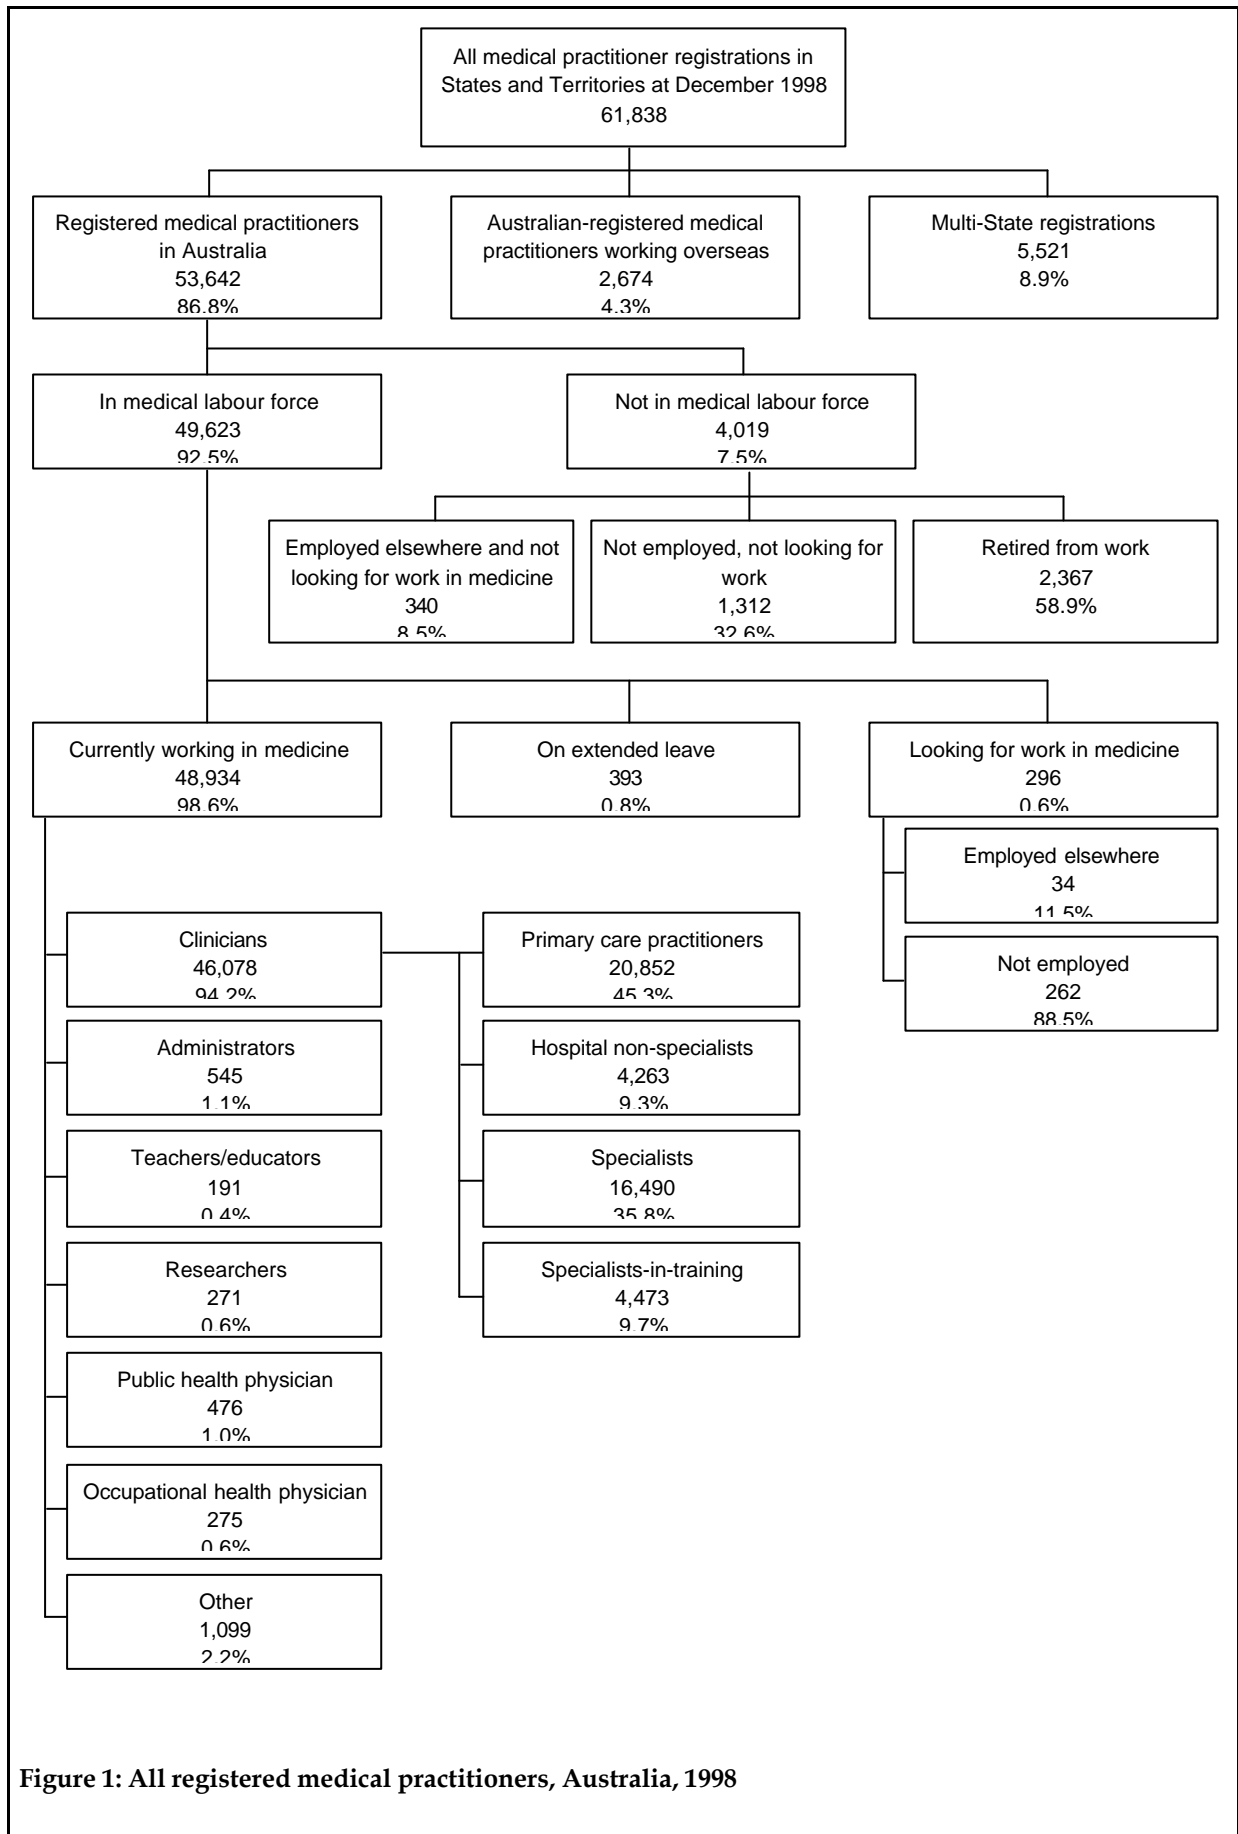 All medical practitioner registrations in
States and Territories at December 1998
61,838
Registered medical practitioners
in Australia
53,642
86.8%
Australian-registered medical
practitioners working overseas
2,674
4.3%
Multi-State registrations
5,521
8.9%
In medical labour force
49,623
92.5%
Not in medical labour force
4,019
7.5%
Employed elsewhere and not
looking for work in medicine
340
8.5%
Not employed, not looking for
work
1,312
32.6%
Retired from work
2,367
58.9%
Currently working in medicine
48,934
98.6%
On extended leave
393
0.8%
Looking for work in medicine
296
0.6%
Employed elsewhere
34
11.5%
Not employed
262
88.5%
Clinicians
46,078
94.2%
Administrators
545
1.1%
Teachers/educators
191
0.4%
Researchers
271
0.6%
Public health physician
476
1.0%
Occupational health physician
275
0.6%
Other
1,099
2.2%
Primary care practitioners
20,852
45.3%
Hospital non-specialists
4,263
9.3%
Specialists
16,490
35.8%
Specialists-in-training
4,473
9.7%
Figure 1: All registered medical practitioners, Australia, 1998